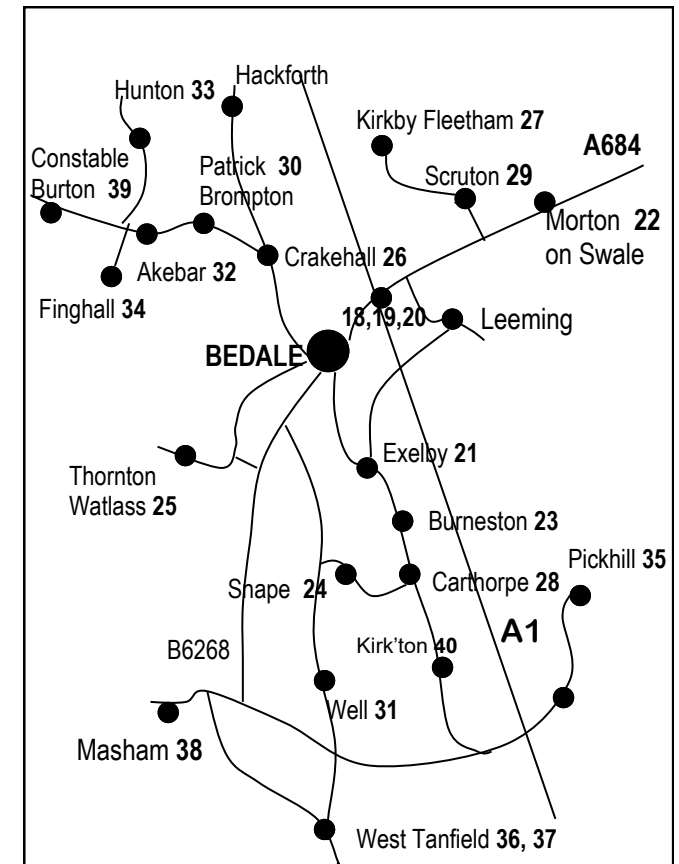 Hackforth
Hunton 33
Kirkby Fleetham 27
A684
Constable
Burton 39
Patrick 30
Brompton
Scruton 29
Morton 22
on Swale
Crakehall 26
Akebar 32
Finghall 34
18,19,20
Leeming
BEDALE
Exelby 21
Thornton
Watlass 25
Burneston 23
Pickhill 35
Snape 24
Carthorpe 28
A1
Kirk'ton 40
B6268
Well 31
Masham 38
West Tanfield 36, 37